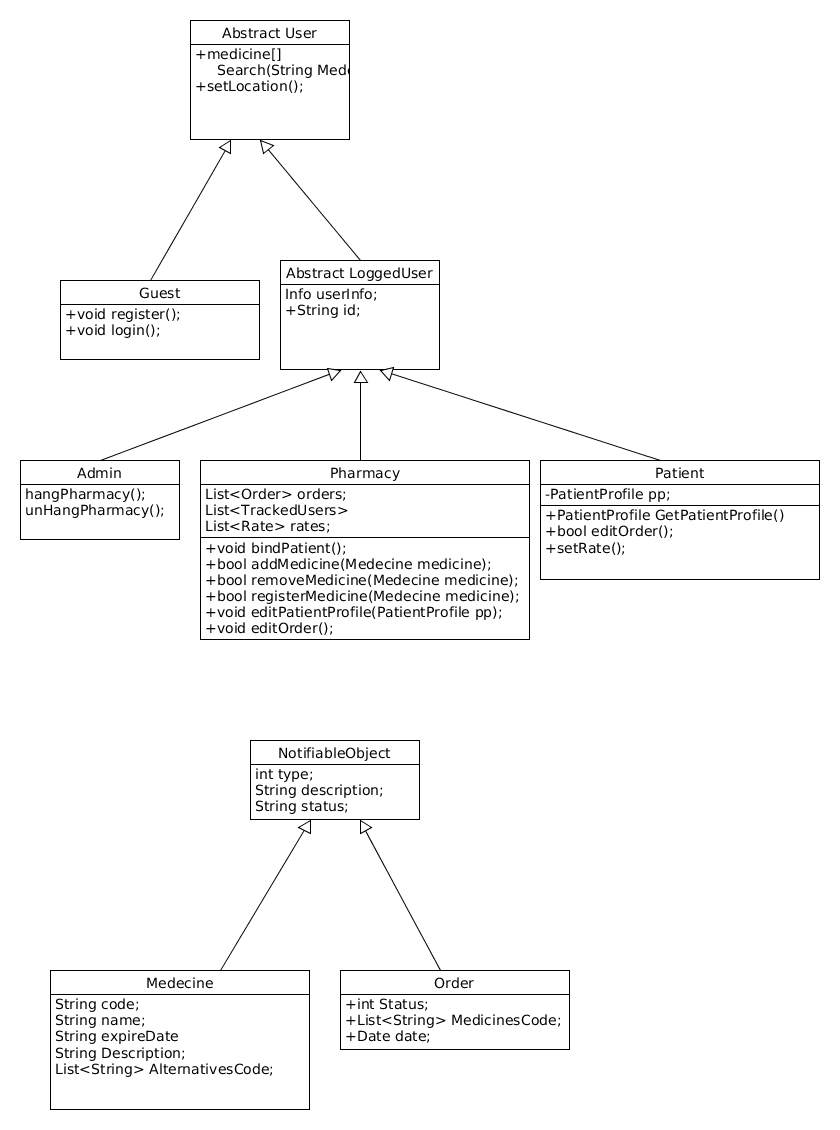 Abstract User
+medicine[]
Search(String Med
+setLocation();
Guest
+void register();
+void login();
Abstract LoggedUser
Info userInfo;
+String id;
Admin
hangPharmacy();
unHangPharmacy();
Pharmacy
List<Order> orders;
List<TrackedUsers>
List<Rate> rates;
+void bindPatient();
+bool addMedicine(Medecine medicine);
+bool removeMedicine(Medecine medicine);
+bool registerMedicine(Medecine medicine);
+void editPatientProfile(PatientProfile pp);
+void editOrder();
Patient
-PatientProfile pp;
+PatientProfile GetPatientProfile()
+bool editOrder();
+setRate();
NotifiableObject
int type;
String description;
String status;
Medecine
String code;
String name;
String expireDate
String Description;
List<String> AlternativesCode;
Order
+int Status;
+List<String> MedicinesCode;
+Date date;